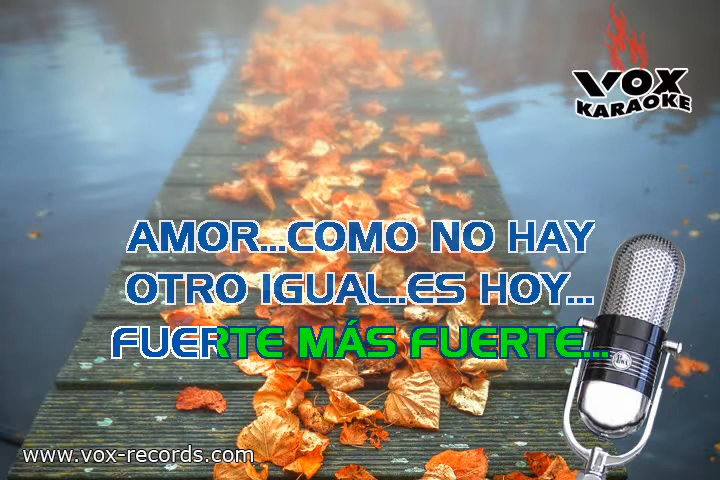 VOX
KARAOKE
AMOR...COMO NO HAY
OTRO IGUAL..ES HOY...
FUERTE MÁS FUERTE...
www.vox-records.com